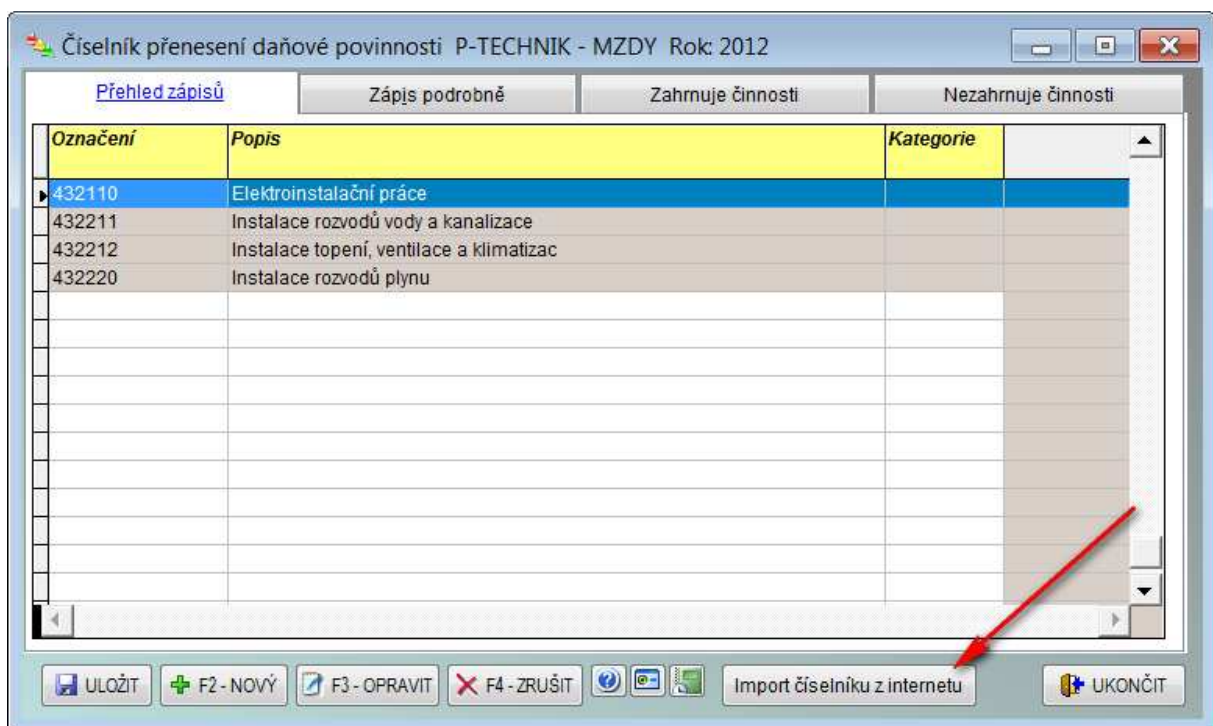 Číselník přenesení daňové povinnosti P-TECHNIK - MZDY Rok: 2012
Přehled zápisů Zápis podrobně Zahrnuje činnosti Nezahrnuje činnosti
Označení Popis Kategorie
432110 Elektroinstalační práce
432211 Instalace rozvodů vody a kanalizace
432212 Instalace topení, ventilace a klimatizac
432220 Instalace rozvodů plynu
ULOŽIT F2 - NOVÝ F3 - OPRAVIT F4 - ZRUŠIT Import číselníku z internetu UKONČIT